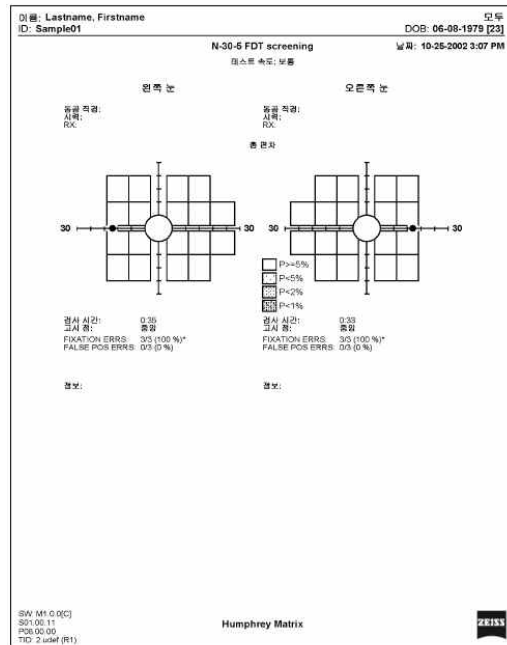 이름: Lastname, Firstname 모두
ID: Sample01 DOB: 06-08-1979 [23]
N-30-5 FDT screening 날짜: 10-25-2002 3:07 PM
테스트 속도: 보통
왼쪽 눈 오른쪽 눈
동공 직경: 동공 직경:
시력: 시력:
RX: RX:
총 편차
30 30 30 30
P>=5%
P<5%
P<2%
P<1%
검사 시간: 0:35 검사 시간: 0:33
고시 점: 중앙 고시 점: 중앙
FIXATION ERRS: 3/3 (100 %)* FIXATION ERRS: 3/3 (100 %)*
FALSE POS ERRS: 0/3 (0 %) FALSE POS ERRS: 0/3 (0 %)
정보: 정보:
SW: M1.0.0[C]
S01.00.11
P06.00.00
TID: 2 udef (R1)
Humphrey Matrix
ZEISS